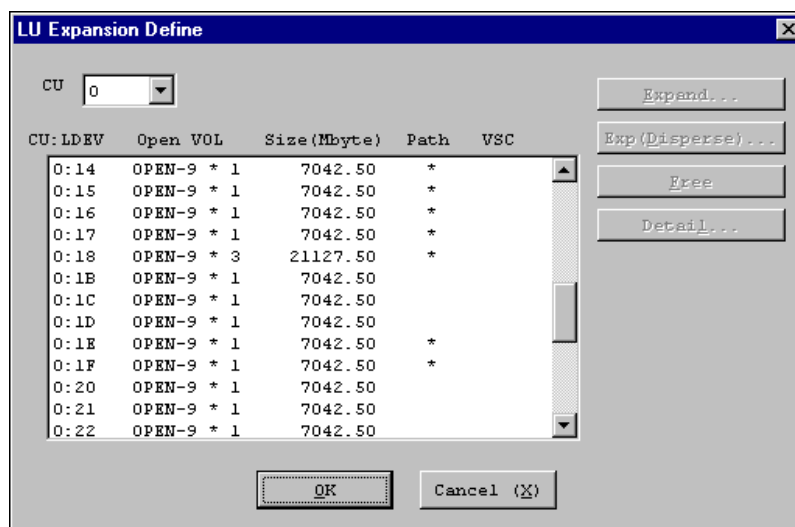 LU Expansion Define
CU 0
Expand...
CU:LDEV Open VOL Size(Mbyte) Path VSC
Exp(Disperse)...
0:14 OPEN-9 * 1 7042.50 *
0:15 OPEN-9 * 1 7042.50 *
Free
0:16 OPEN-9 * 1 7042.50 *
0:17 OPEN-9 * 1 7042.50 *
Detail...
0:18 OPEN-9 * 3 21127.50 *
0:1B OPEN-9 * 1 7042.50
0:1C OPEN-9 * 1 7042.50
0:1D OPEN-9 * 1 7042.50
0:1E OPEN-9 * 1 7042.50 *
0:1F OPEN-9 * 1 7042.50 *
0:20 OPEN-9 * 1 7042.50
0:21 OPEN-9 * 1 7042.50
0:22 OPEN-9 * 1 7042.50
OK
Cancel (X)